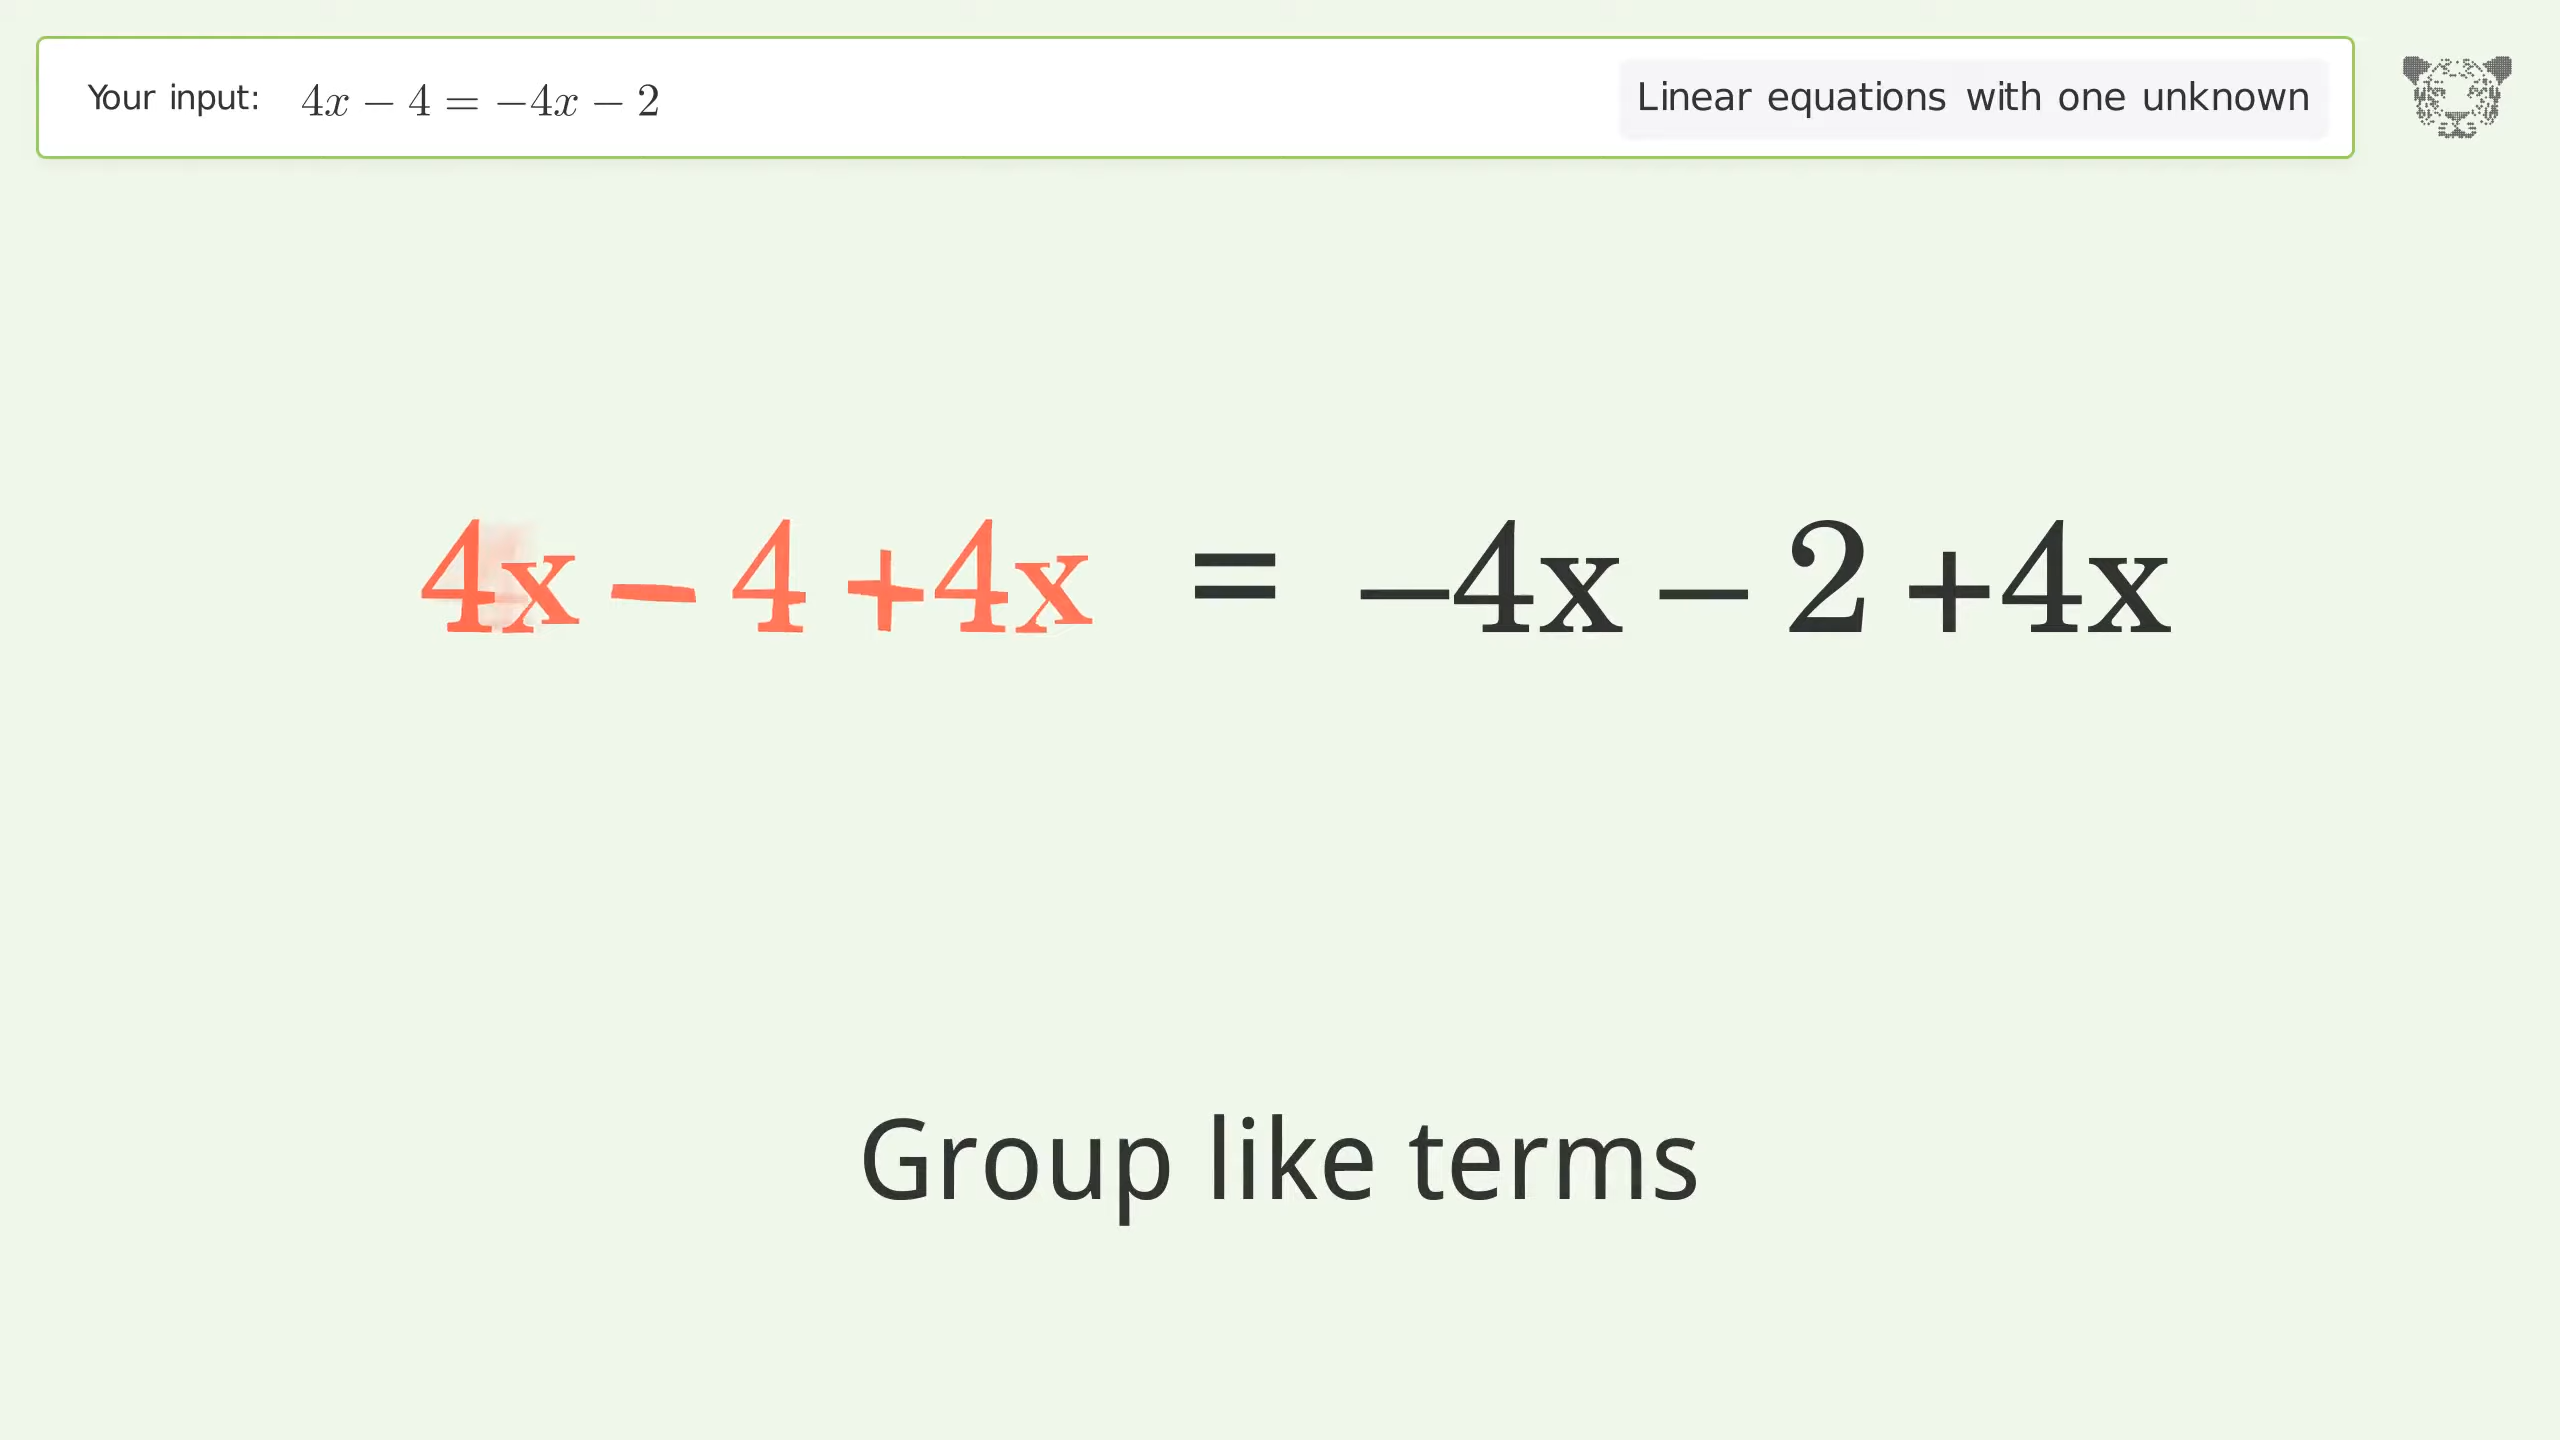 Your input: 4x − 4 = −4x − 2
Linear equations with one unknown
4x − 4 +4x = −4x − 2 +4x
Group like terms